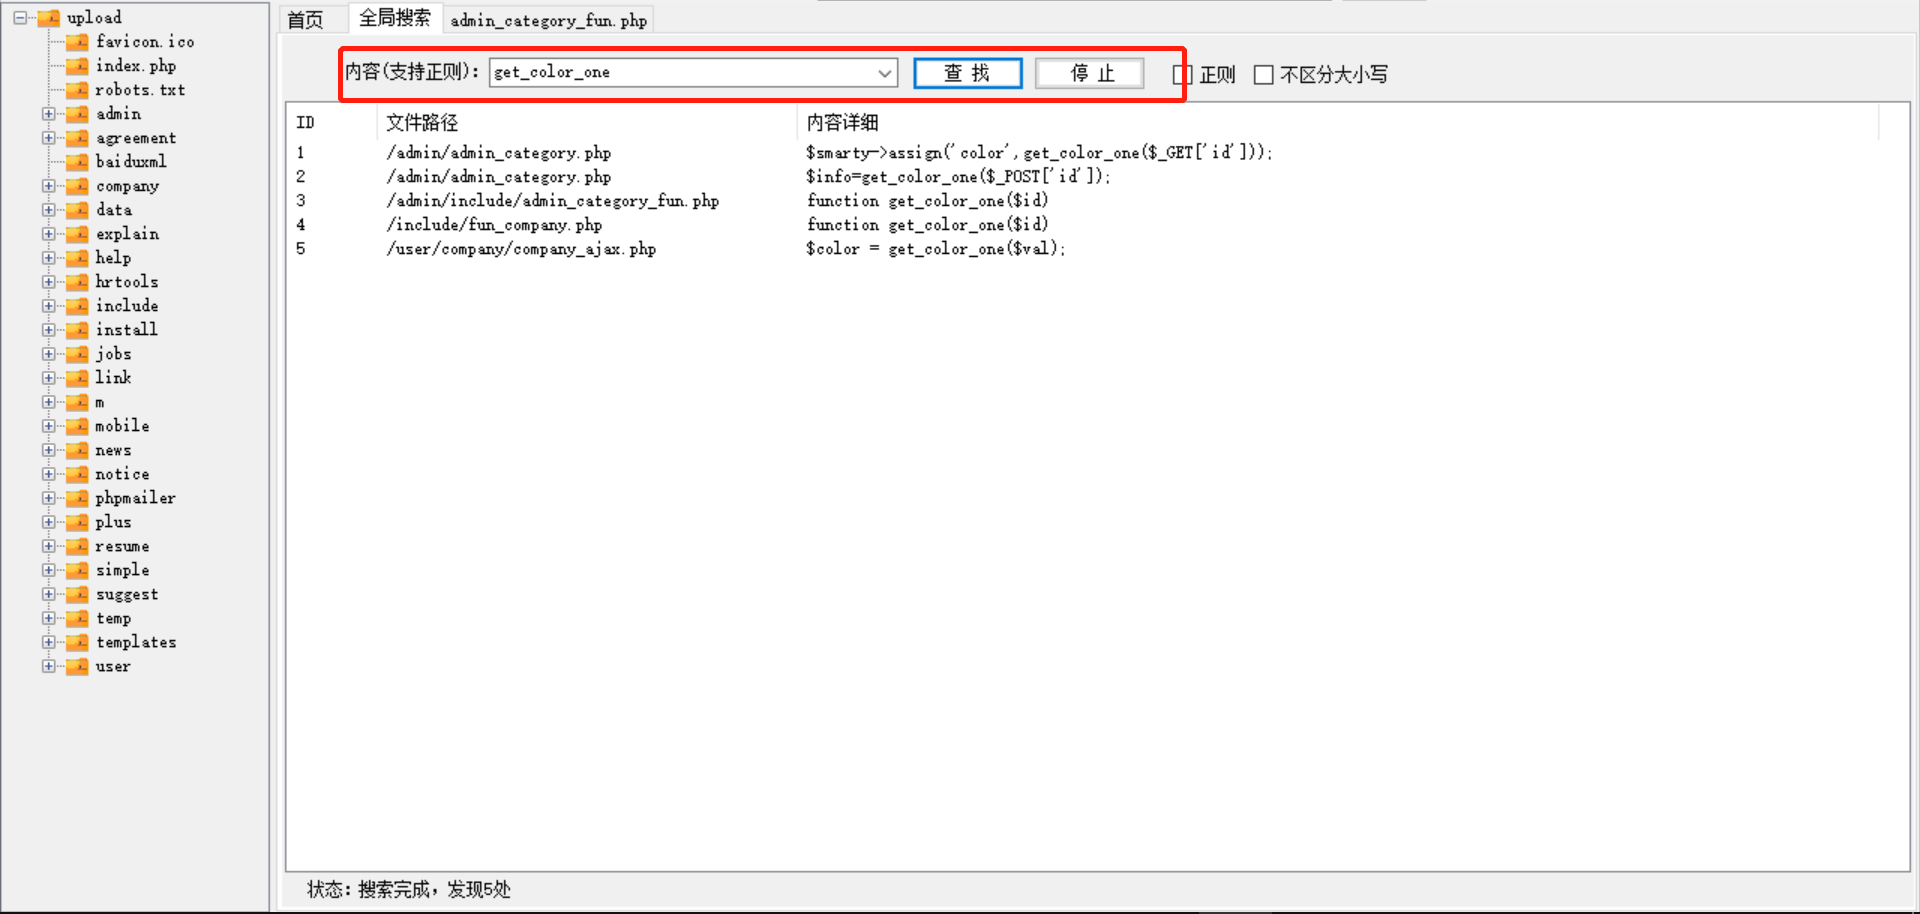 upload
favicon.ico
index.php
robots.txt
admin
agreement
baiduxml
company
data
explain
help
hrtools
include
install
jobs
link
m
mobile
news
notice
phpmailer
plus
resume
simple
suggest
temp
templates
user
首页 全局搜索 admin_category_fun.php
内容(支持正则): get_color_one 查 找 停 止 正则 不区分大小写
ID 文件路径 内容详细
1 /admin/admin_category.php $smarty->assign('color',get_color_one($_GET['id']));
2 /admin/admin_category.php $info=get_color_one($_POST['id']);
3 /admin/include/admin_category_fun.php function get_color_one($id)
4 /include/fun_company.php function get_color_one($id)
5 /user/company/company_ajax.php $color = get_color_one($val);
状态：搜索完成，发现5处